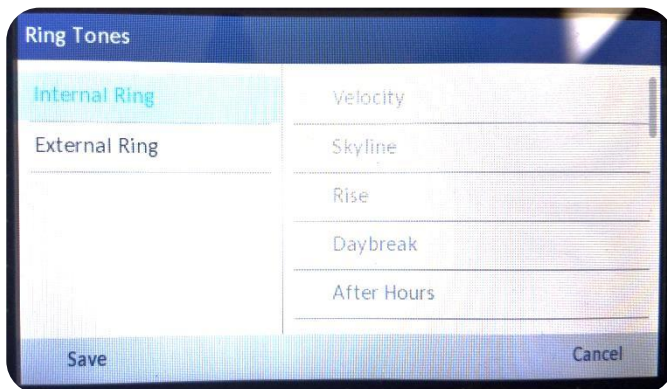 Ring Tones
Internal Ring
External Ring
Velocity
Skyline
Rise
Daybreak
After Hours
Save
Cancel